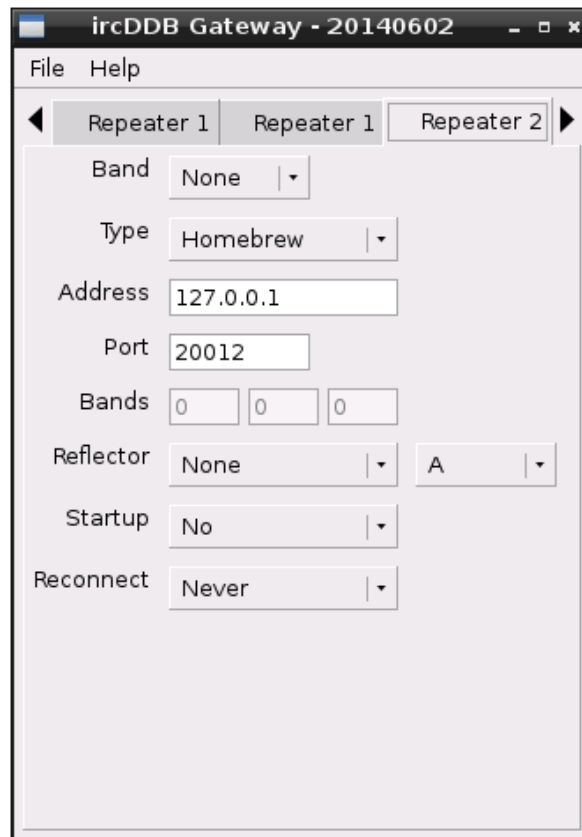 ircDDB Gateway - 20140602
File Help
Repeater 1 Repeater 1 Repeater 2
Band None
Type Homebrew
Address 127.0.0.1
Port 20012
Bands 0 0 0
Reflector None A
Startup No
Reconnect Never